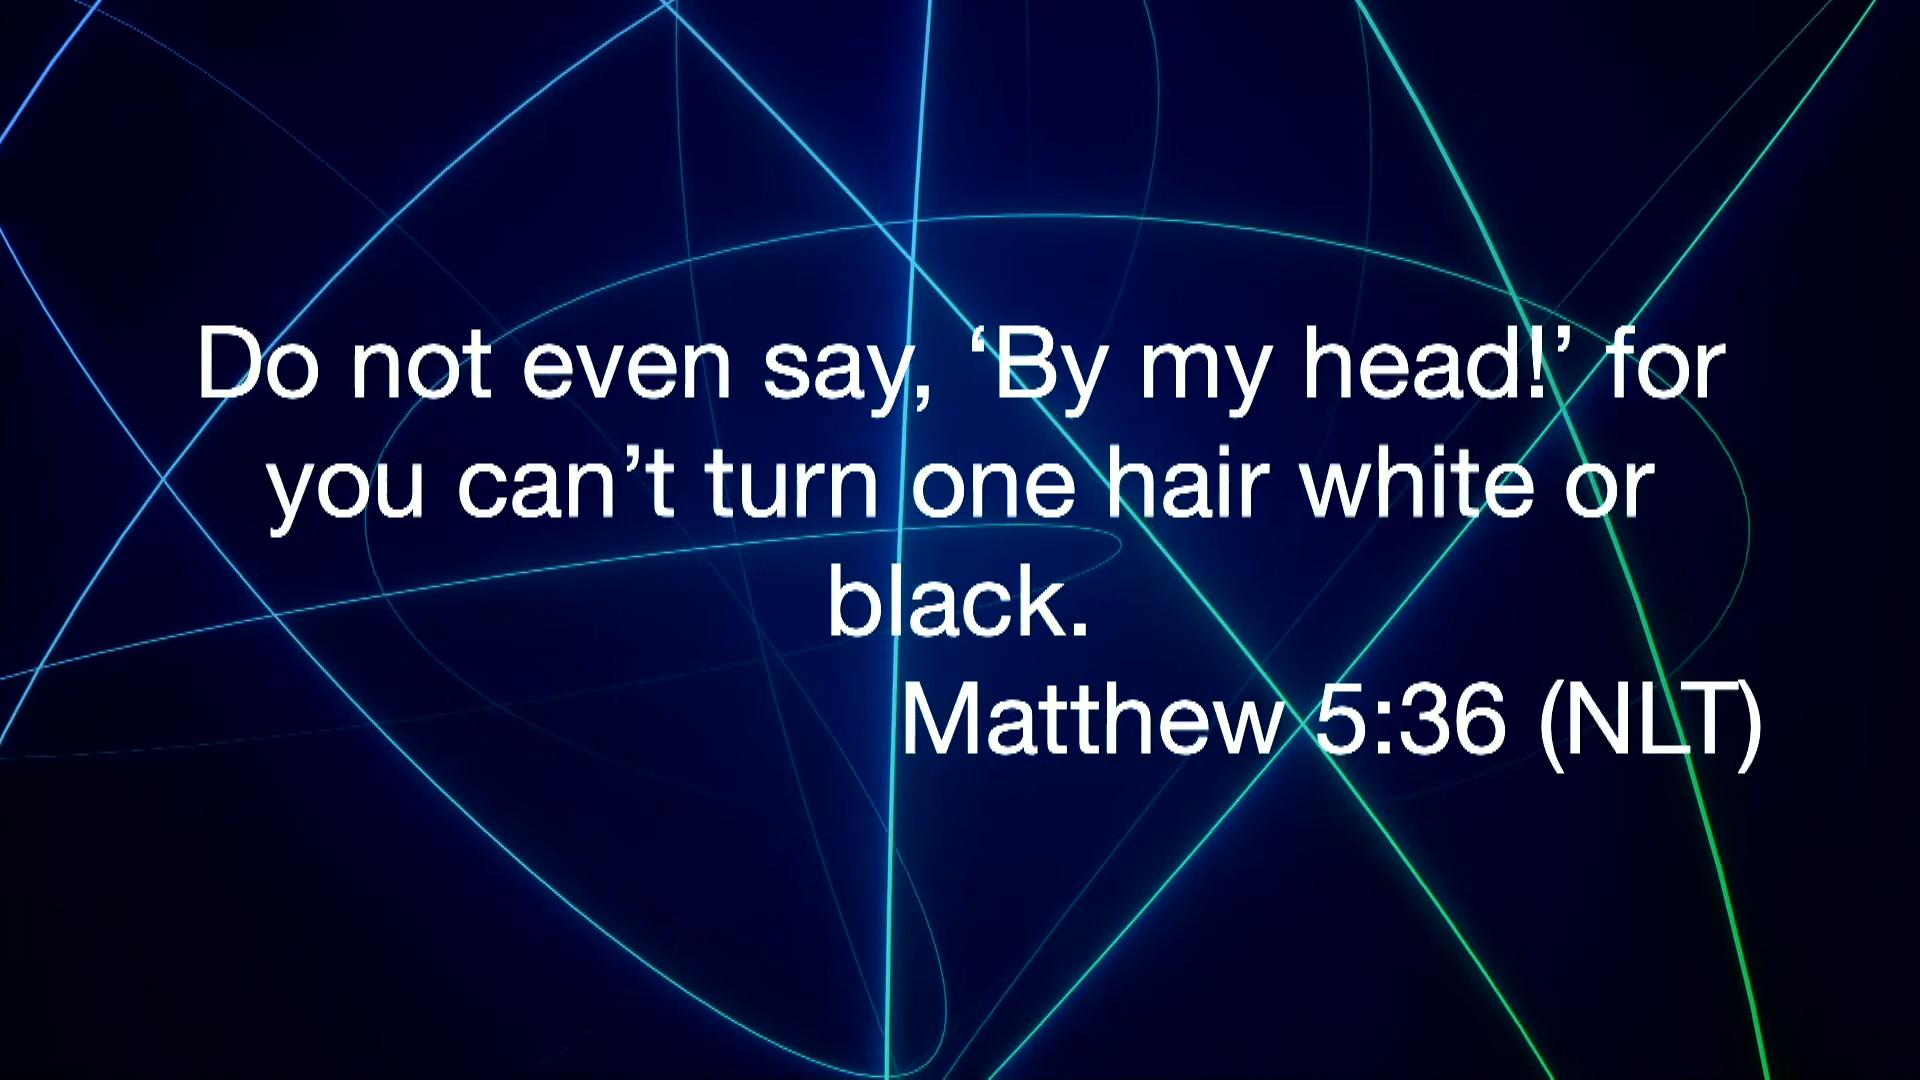 Do not even say, ‘By my head!’ for
you can’t turn one hair white or
black.
Matthew 5:36 (NLT)